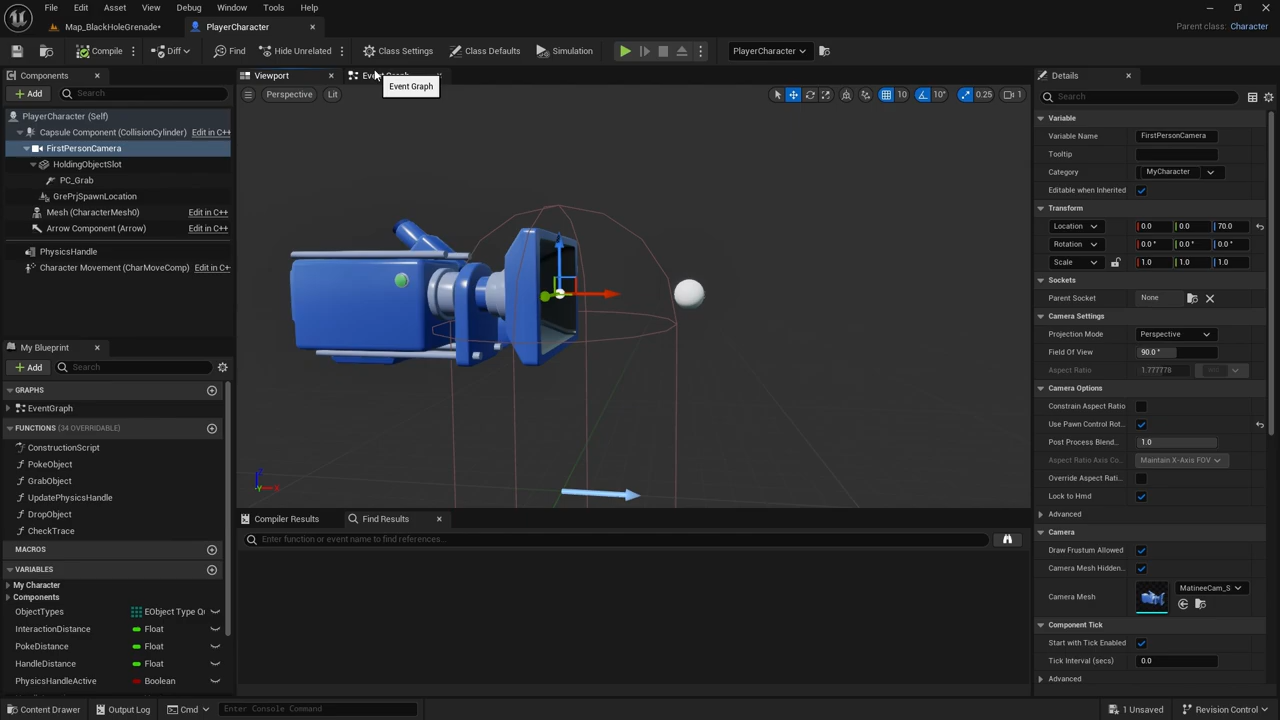 File Edit Asset View Debug Window Tools Help
Map_BlackHoleGrenade*
PlayerCharacter
Parent class: Character
Compile
Diff
Find
Hide Unrelated
Class Settings
Class Defaults
Simulation
PlayerCharacter
Components
Add
Search
PlayerCharacter (Self)
Capsule Component (CollisionCylinder) Edit in C++
FirstPersonCamera
HoldingObjectSlot
PC_Grab
GrePrjSpawnLocation
Mesh (CharacterMesh0) Edit in C++
Arrow Component (Arrow) Edit in C++
PhysicsHandle
Character Movement (CharMoveComp) Edit in C++
My Blueprint
Add
Search
GRAPHS
EventGraph
FUNCTIONS (34 OVERRIDABLE)
ConstructionScript
PokeObject
GrabObject
UpdatePhysicsHandle
DropObject
CheckTrace
MACROS
VARIABLES
My Character
Components
ObjectTypes EObject Type Qu
InteractionDistance Float
PokeDistance Float
HandleDistance Float
PhysicsHandleActive Boolean
Viewport
Event Graph
Event Graph
Perspective
Lit
10
10°
0.25
1
Compiler Results
Find Results
Enter function or event name to find references...
Details
Search
Variable
Variable Name FirstPersonCamera
Tooltip
Category MyCharacter
Editable when Inherited
Transform
Location 0.0 0.0 70.0
Rotation 0.0 ° 0.0 ° 0.0 °
Scale 1.0 1.0 1.0
Sockets
Parent Socket None
Camera Settings
Projection Mode Perspective
Field Of View 90.0 °
Aspect Ratio 1.777778
Camera Options
Constrain Aspect Ratio
Use Pawn Control Rot...
Post Process Blend... 1.0
Aspect Ratio Axis Co... Maintain X-Axis FOV
Override Aspect Rati...
Lock to Hmd
Advanced
Camera
Draw Frustum Allowed
Camera Mesh Hidden...
Camera Mesh MatineeCam_S
Component Tick
Start with Tick Enabled
Tick Interval (secs) 0.0
Advanced
Content Drawer
Output Log
Cmd
Enter Console Command
1 Unsaved
Revision Control